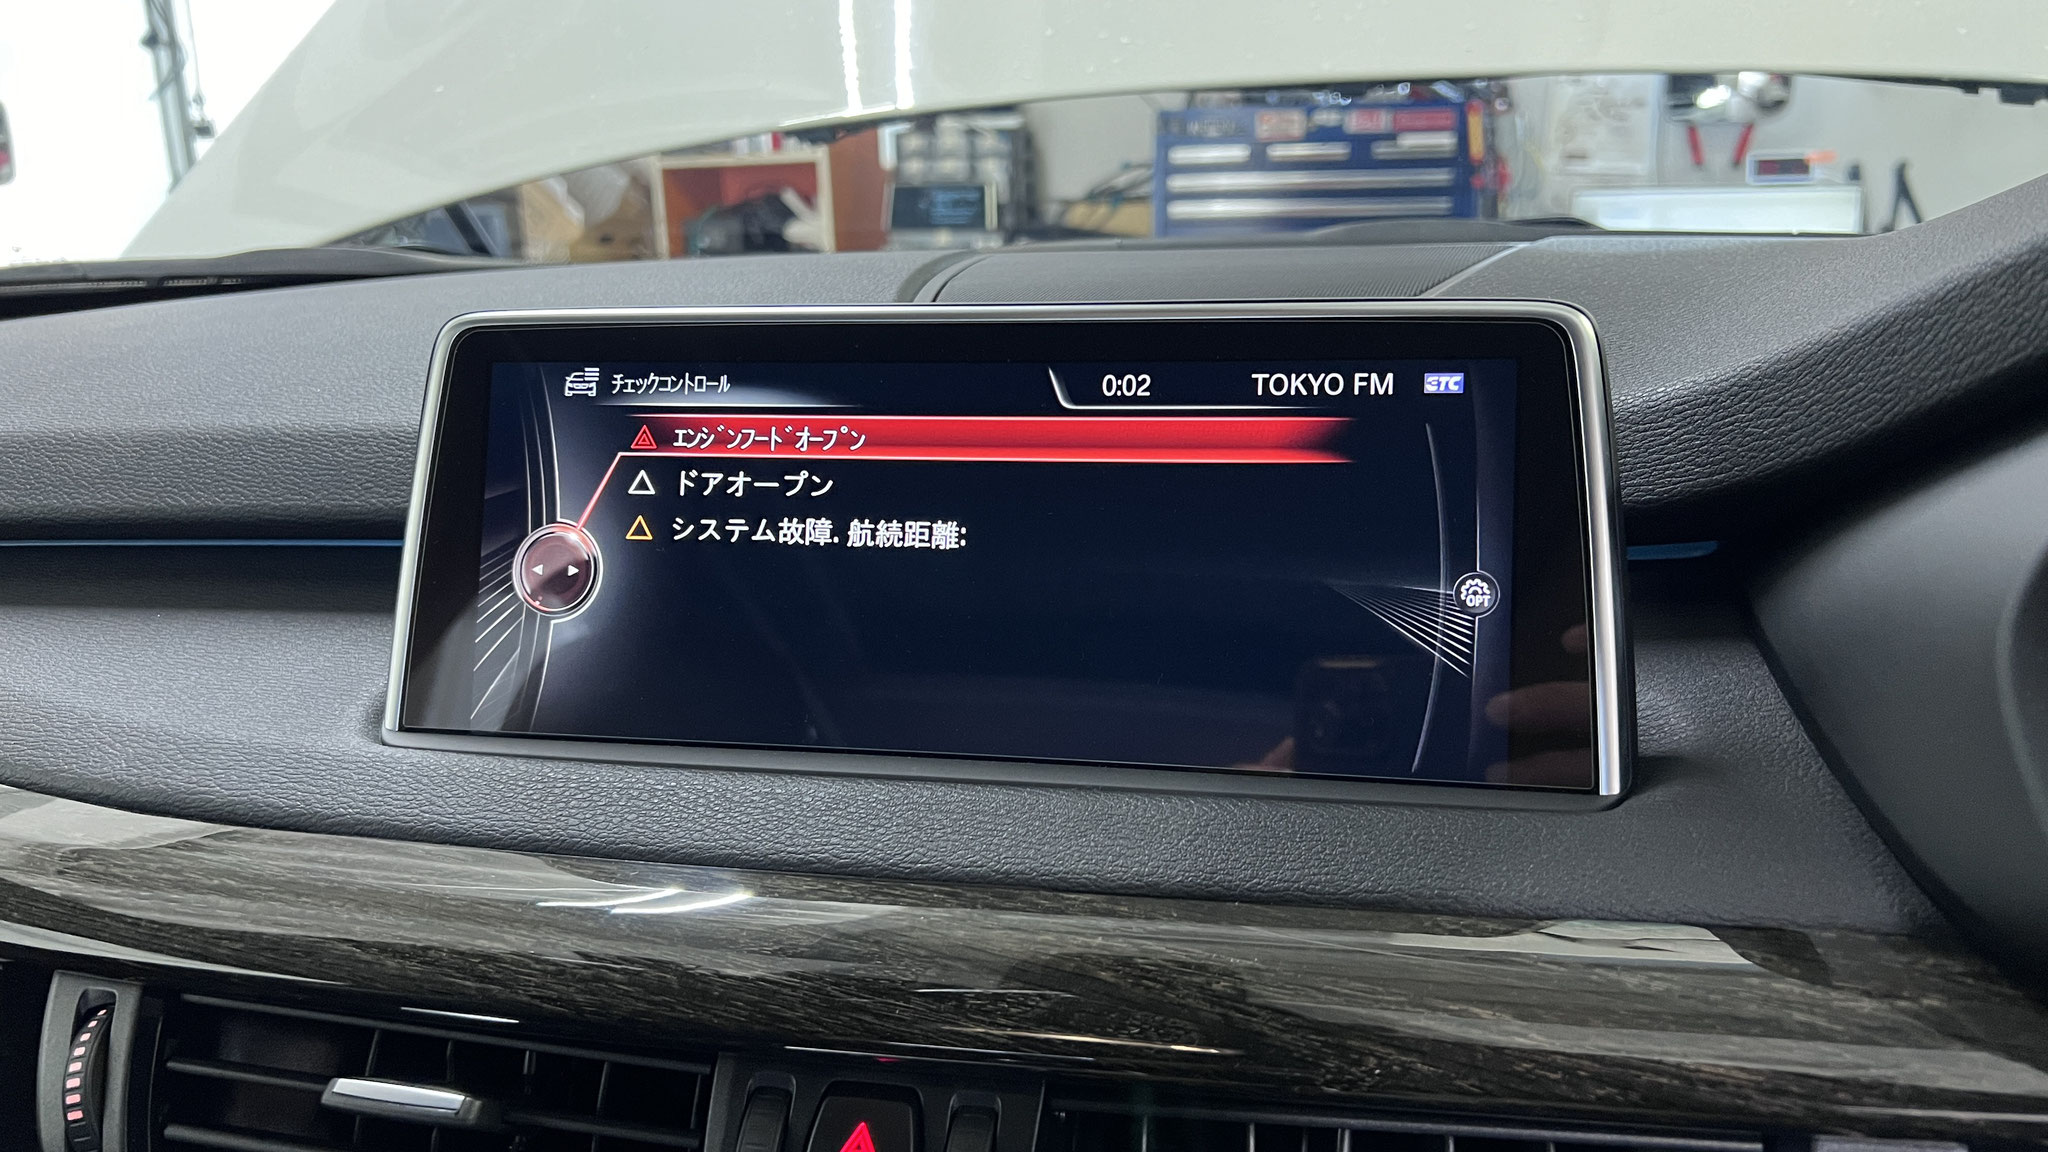 チェックコントロール
0:02
TOKYO FM
ETC
ｴﾝｼﾞﾝﾌｰﾄﾞｵｰﾌﾟﾝ
ドアオープン
システム故障. 航続距離:
OPT